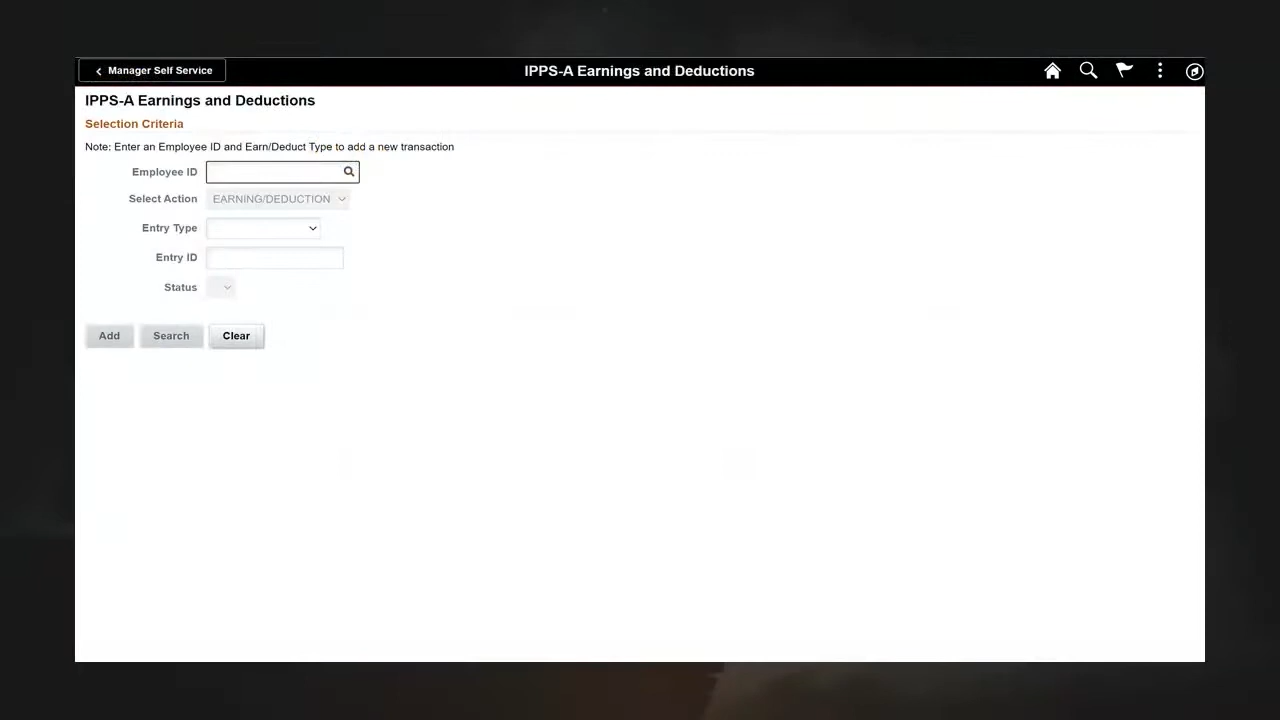 Manager Self Service
IPPS-A Earnings and Deductions
IPPS-A Earnings and Deductions
Selection Criteria
Note: Enter an Employee ID and Earn/Deduct Type to add a new transaction
Employee ID
Select Action EARNING/DEDUCTION
Entry Type
Entry ID
Status
Add Search Clear